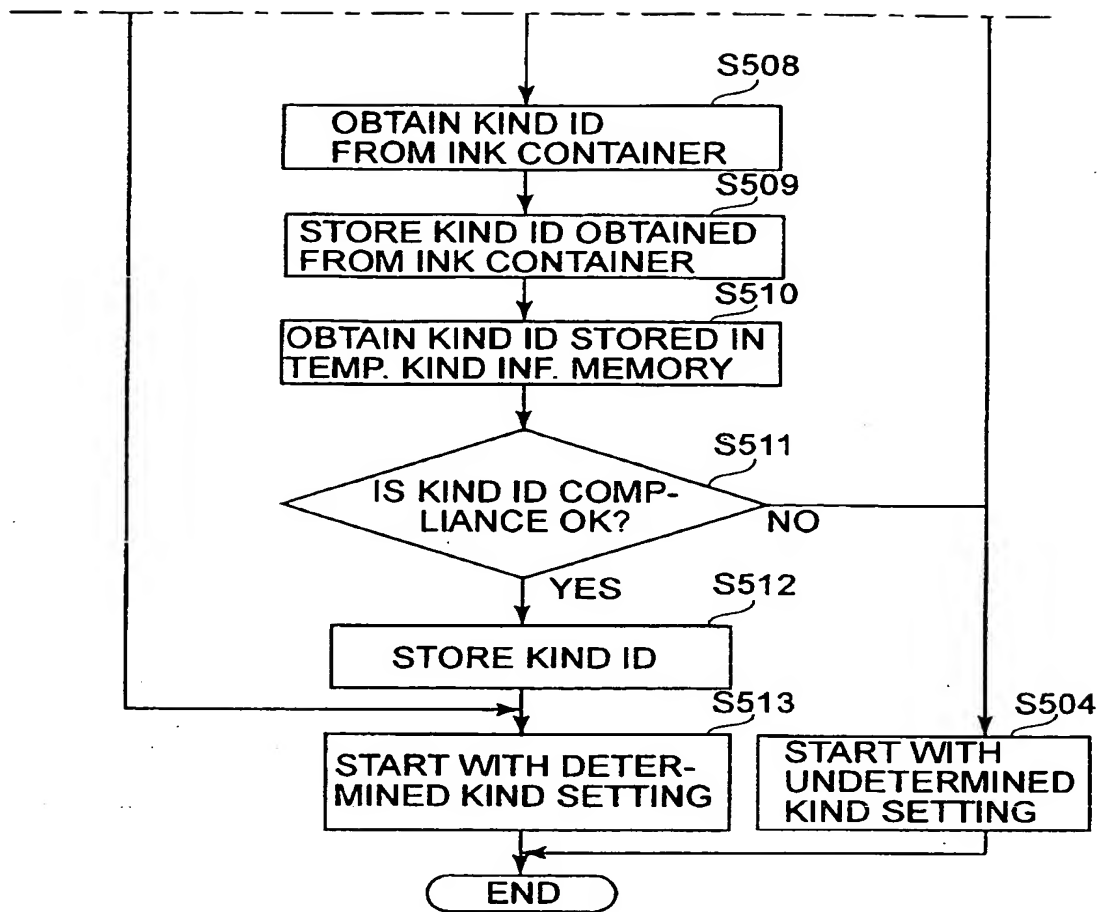 S508
OBTAIN KIND ID
FROM INK CONTAINER
S509
STORE KIND ID OBTAINED
FROM INK CONTAINER
S510
OBTAIN KIND ID STORED IN
TEMP. KIND INF. MEMORY
S511
IS KIND ID COMP-
LIANCE OK?
NO
YES
S512
STORE KIND ID
S513
START WITH DETER-
MINED KIND SETTING
S504
START WITH
UNDETERMINED
KIND SETTING
END